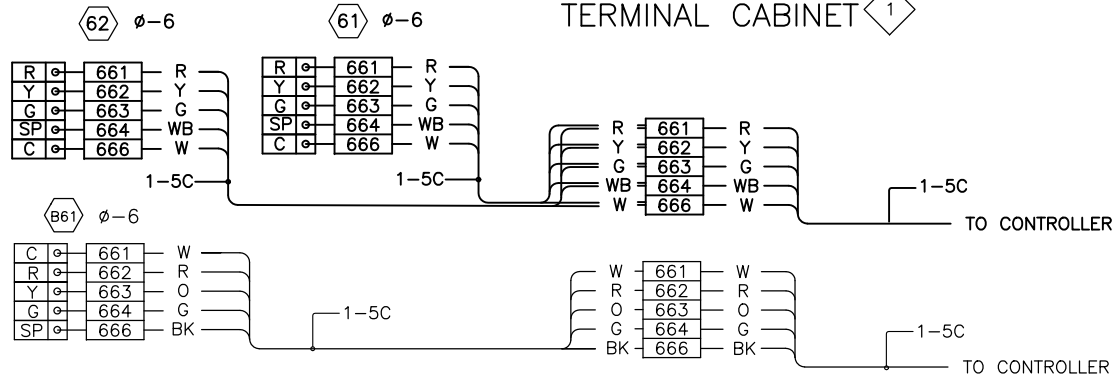 62 ø-6
61 ø-6
TERMINAL CABINET 1
R 661 R
Y 662 Y
G 663 G
SP 664 WB
C 666 W
1-5C
R 661 R
Y 662 Y
G 663 G
SP 664 WB
C 666 W
1-5C
R 661 R
Y 662 Y
G 663 G
WB 664 WB
W 666 W
1-5C
TO CONTROLLER
B61 ø-6
C 661 W
R 662 R
Y 663 O
G 664 G
SP 666 BK
1-5C
W 661 W
R 662 R
O 663 O
G 664 G
BK 666 BK
1-5C
TO CONTROLLER